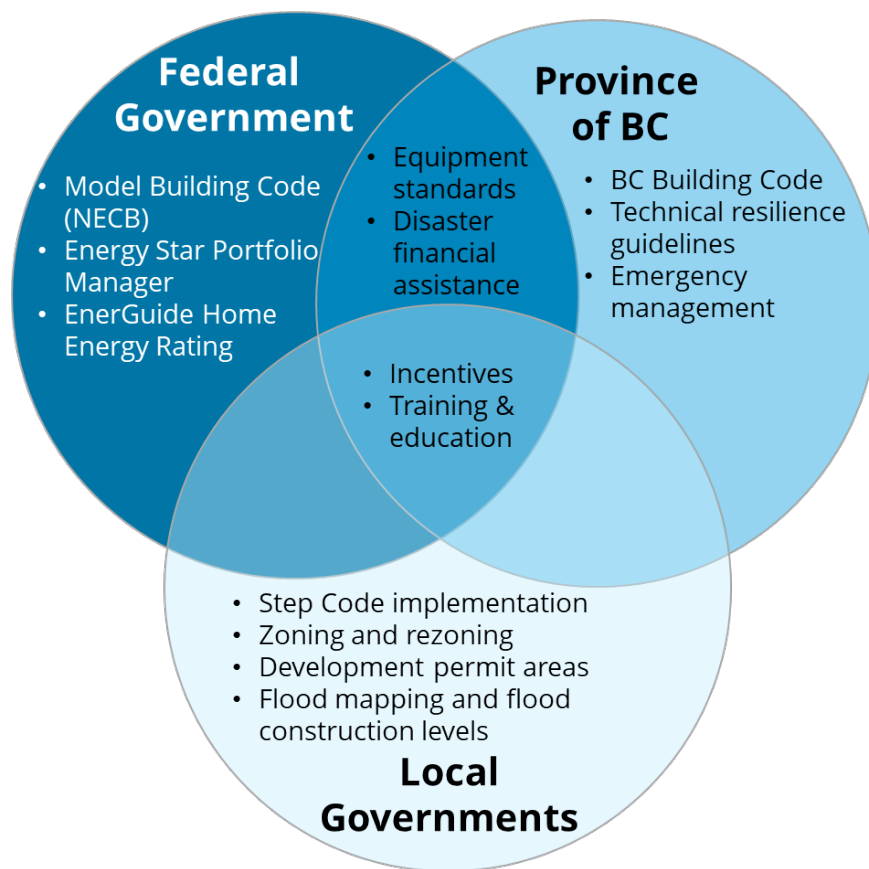 Federal
Government
• Model Building Code
(NECB)
• Energy Star Portfolio
Manager
• EnerGuide Home
Energy Rating
• Equipment
standards
• Disaster
financial
assistance
Province
of BC
• BC Building Code
• Technical resilience
guidelines
• Emergency
management
• Incentives
• Training &
education
• Step Code implementation
• Zoning and rezoning
• Development permit areas
• Flood mapping and flood
construction levels
Local
Governments